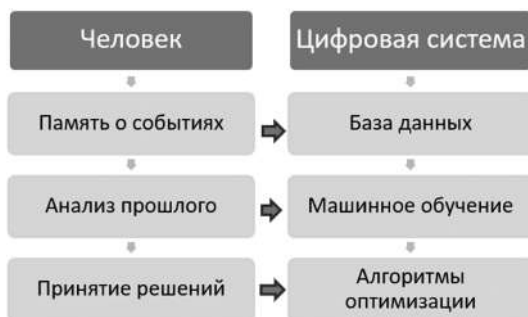 Человек
Цифровая система
Память о событиях
База данных
Анализ прошлого
Машинное обучение
Принятие решений
Алгоритмы
оптимизации